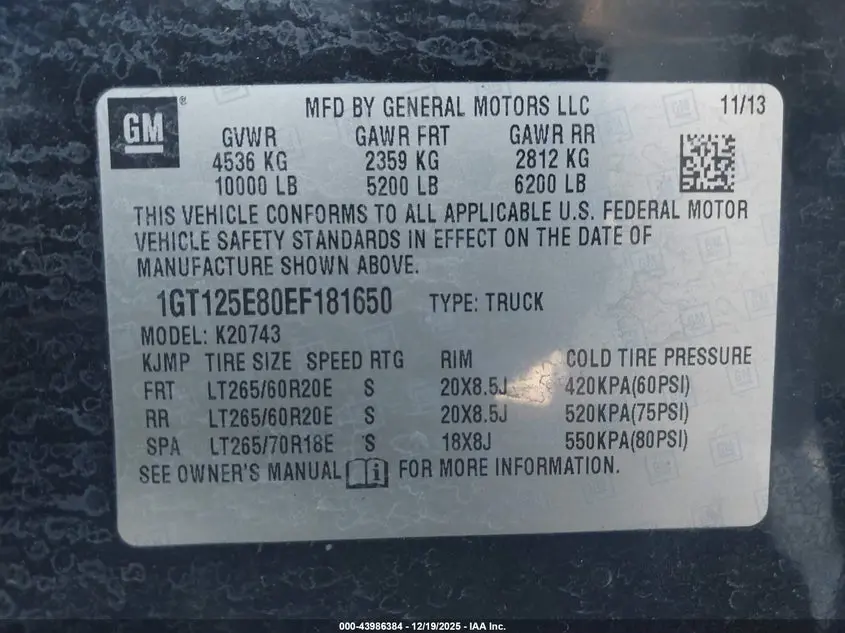 GM ® MFD BY GENERAL MOTORS LLC 11/13
GVWR GAWR FRT GAWR RR
4536 KG 2359 KG 2812 KG
10000 LB 5200 LB 6200 LB
THIS VEHICLE CONFORMS TO ALL APPLICABLE U.S. FEDERAL MOTOR
VEHICLE SAFETY STANDARDS IN EFFECT ON THE DATE OF
MANUFACTURE SHOWN ABOVE.
1GT125E80EF181650 TYPE: TRUCK
MODEL: K20743
KJMP TIRE SIZE SPEED RTG RIM COLD TIRE PRESSURE
FRT LT265/60R20E S 20X8.5J 420KPA(60PSI)
RR LT265/60R20E S 20X8.5J 520KPA(75PSI)
SPA LT265/70R18E S 18X8J 550KPA(80PSI)
SEE OWNER'S MANUAL i FOR MORE INFORMATION.
000-43986384 - 12/19/2025 - IAA Inc.